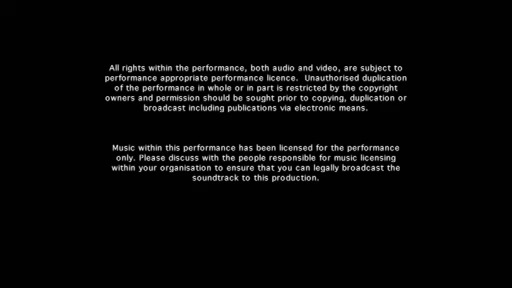 All rights within the performance, both audio and video, are subject to
performance appropriate performance licence.  Unauthorised duplication
of the performance in whole or in part is restricted by the copyright
owners and permission should be sought prior to copying, duplication or
broadcast including publications via electronic means.
Music within this performance has been licensed for the performance
only. Please discuss with the people responsible for music licensing
within your organisation to ensure that you can legally broadcast the
soundtrack to this production.